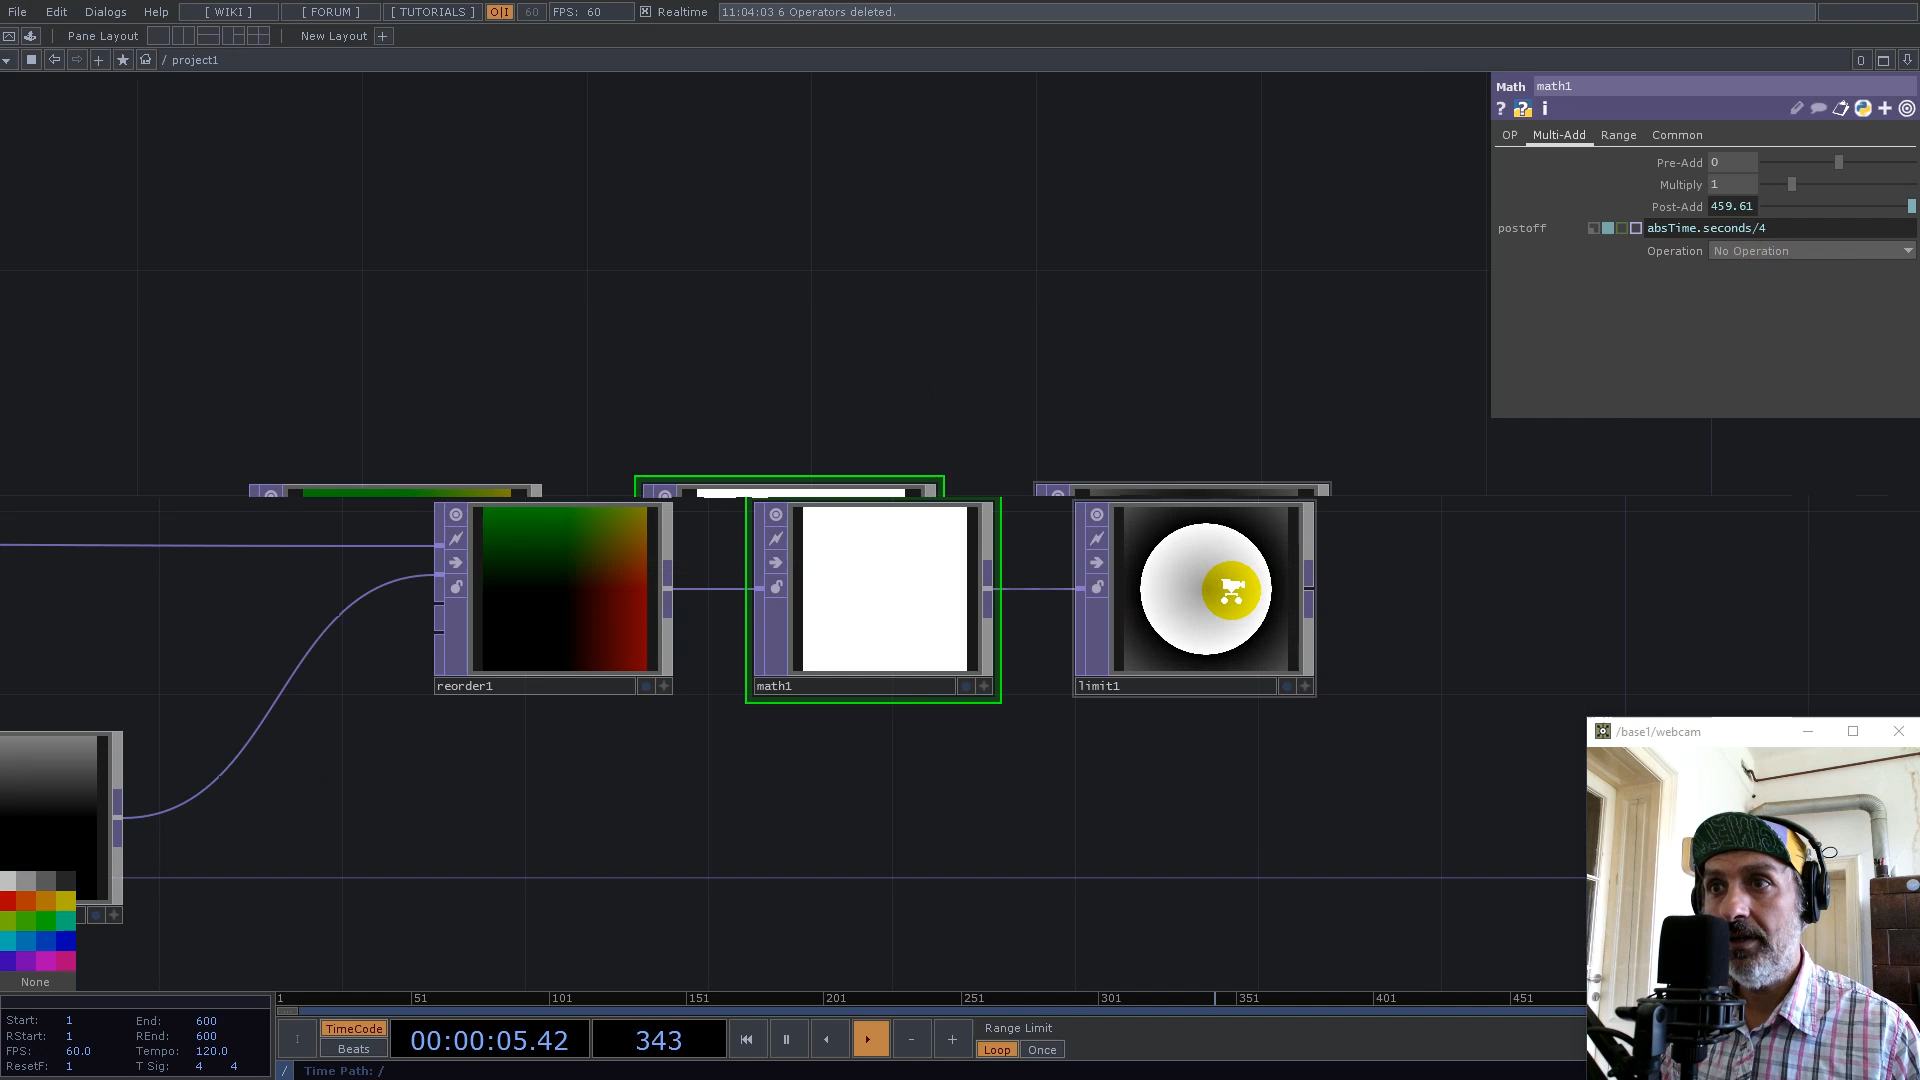 File Edit Dialogs Help [ WIKI ] [ FORUM ] [ TUTORIALS ] O|I 60 FPS: 60 Realtime 11:04:03 6 Operators deleted.
Pane Layout New Layout +
/ project1 0
Math math1
? ? i
OP Multi-Add Range Common
Pre-Add 0
Multiply 1
Post-Add 459.61
postoff absTime.seconds/4
Operation No Operation
reorder1 math1 limit1
/base1/webcam
None
1 51 101 151 201 251 301 351 401 451
Start: 1 End: 600
RStart: 1 REnd: 600
FPS: 60.0 Tempo: 120.0
ResetF: 1 T Sig: 4 4
TimeCode
Beats
00:00:05.42 343
Range Limit
Loop Once
/ Time Path: /